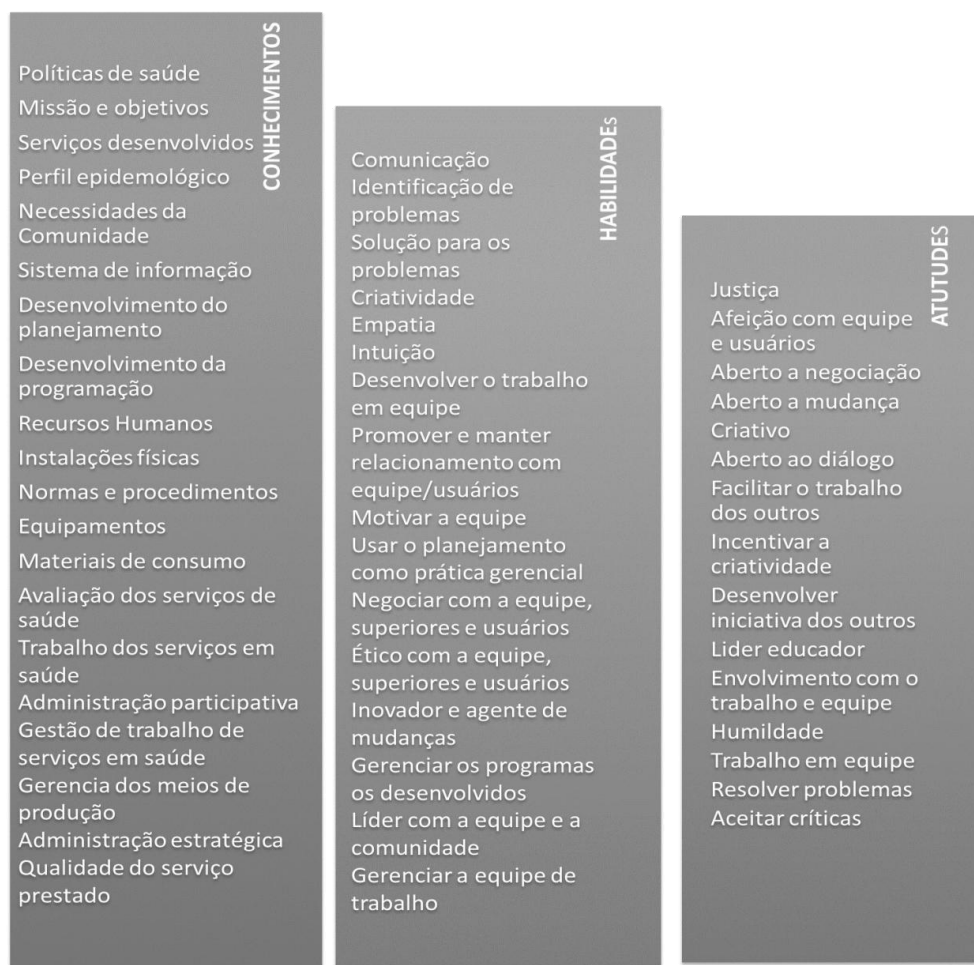 CONHECIMENTOS
Políticas de saúde
Missão e objetivos
Serviços desenvolvidos
Perfil epidemológico
Necessidades da
Comunidade
Sistema de informação
Desenvolvimento do
planejamento
Desenvolvimento da
programação
Recursos Humanos
Instalações físicas
Normas e procedimentos
Equipamentos
Materiais de consumo
Avaliação dos serviços de
saúde
Trabalho dos serviços em
saúde
Administração participativa
Gestão de trabalho de
serviços em saúde
Gerencia dos meios de
produção
Administração estratégica
Qualidade do serviço
prestado
HABILIDADEs
Comunicação
Identificação de
problemas
Solução para os
problemas
Criatividade
Empatia
Intuição
Desenvolver o trabalho
em equipe
Promover e manter
relacionamento com
equipe/usuários
Motivar a equipe
Usar o planejamento
como prática gerencial
Negociar com a equipe,
superiores e usuários
Ético com a equipe,
superiores e usuários
Inovador e agente de
mudanças
Gerenciar os programas
os desenvolvidos
Líder com a equipe e a
comunidade
Gerenciar a equipe de
trabalho
ATUTUDES
Justiça
Afeição com equipe
e usuários
Aberto a negociação
Aberto a mudança
Criativo
Aberto ao diálogo
Facilitar o trabalho
dos outros
Incentivar a
criatividade
Desenvolver
iniciativa dos outros
Lider educador
Envolvimento com o
trabalho e equipe
Humildade
Trabalho em equipe
Resolver problemas
Aceitar críticas